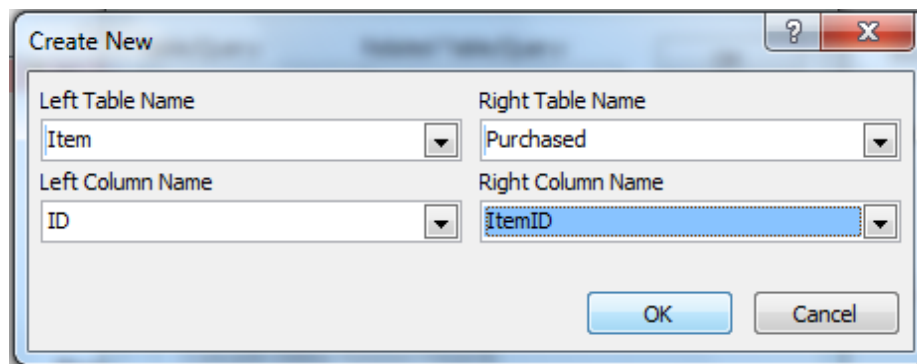 Create New
?
Left Table Name
Right Table Name
Item
Purchased
Left Column Name
Right Column Name
ID
ItemID
OK
Cancel